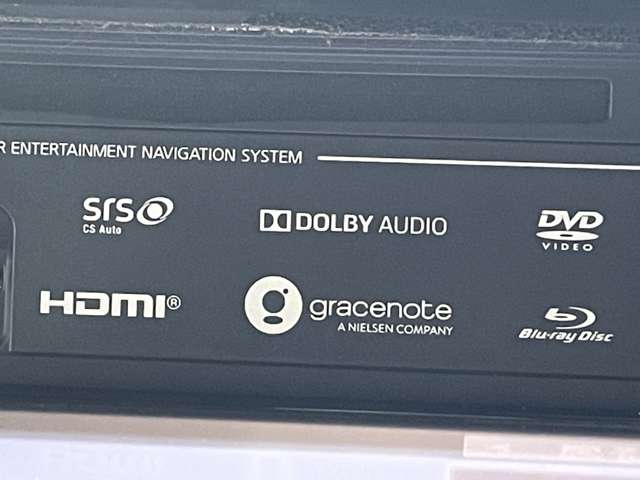 R ENTERTAINMENT NAVIGATION SYSTEM
SRS
CS Auto
DOLBY AUDIO
DVD
VIDEO
HDMI®
gracenote
A NIELSEN COMPANY
Blu-ray Disc